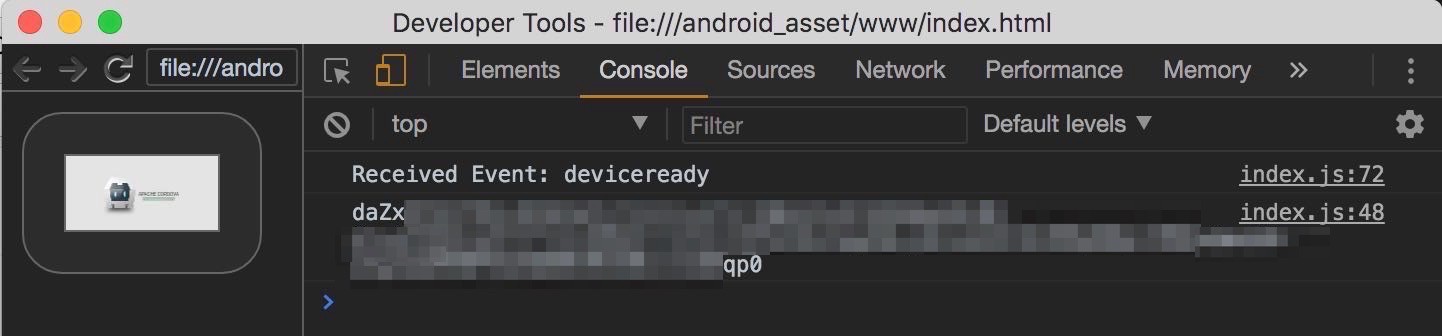 Developer Tools - file:///android_asset/www/index.html
file:///andro
Elements Console Sources Network Performance Memory »
top Filter Default levels
APACHE CORDOVA
Received Event: deviceready index.js:72
daZx index.js:48
qp0